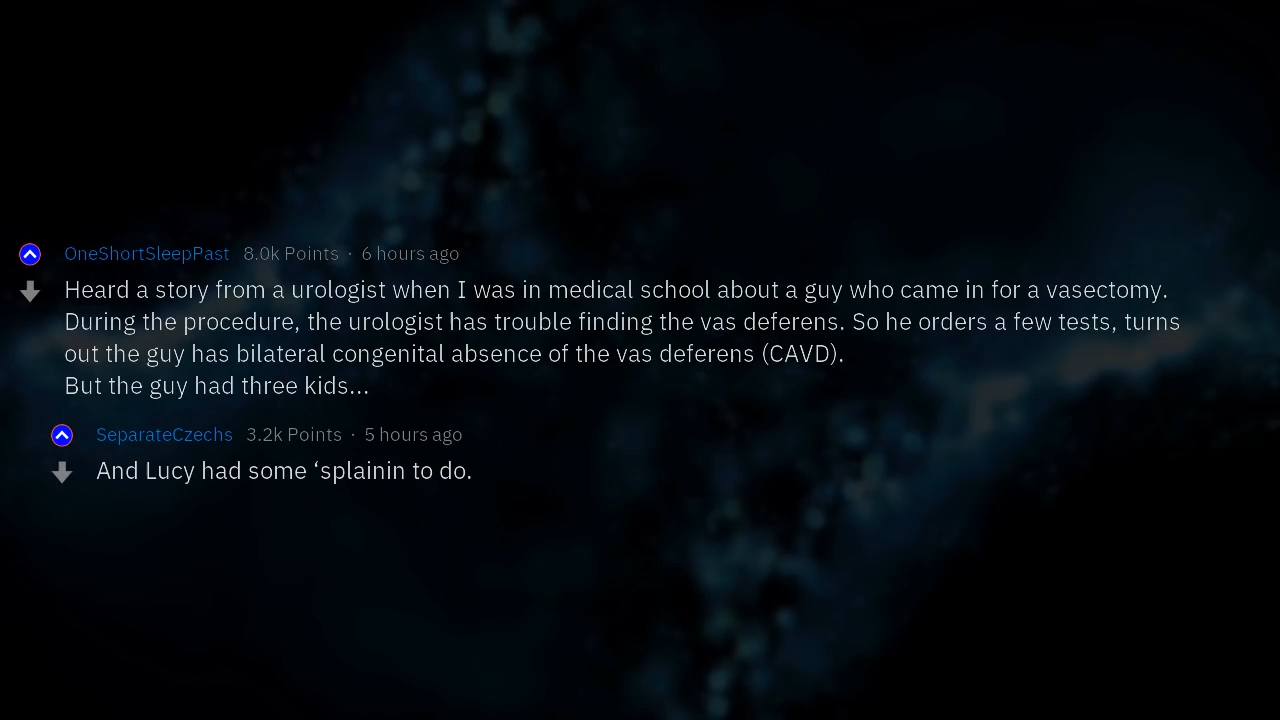 OneShortSleepPast 8.0k Points · 6 hours ago
Heard a story from a urologist when I was in medical school about a guy who came in for a vasectomy.
During the procedure, the urologist has trouble finding the vas deferens. So he orders a few tests, turns
out the guy has bilateral congenital absence of the vas deferens (CAVD).
But the guy had three kids...
SeparateCzechs 3.2k Points · 5 hours ago
And Lucy had some ‘splainin to do.